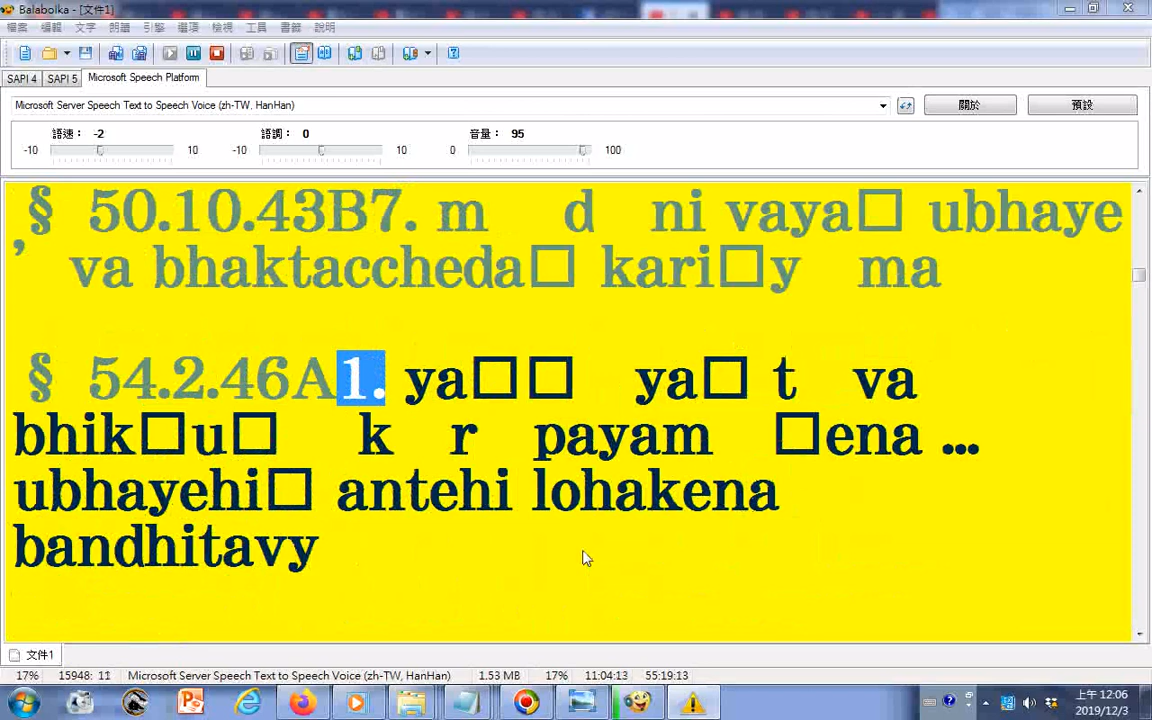 Balabolka - [文件1]
檔案 編輯 文字 朗讀 引擎 選項 檢視 工具 書籤 說明
SAPI 4 SAPI 5 Microsoft Speech Platform
Microsoft Server Speech Text to Speech Voice (zh-TW, HanHan) 關於 預設
語速： -2 語調： 0 音量： 95
-10 10 -10 10 0 100
§ 50.10.43B7. m d ni vaya□ ubhaye
’ va bhaktaccheda□ kari□y ma
§ 54.2.46A1. ya□□ ya□ t va
bhik□u□ k r payam □ena ...
ubhayehi□ antehi lohakena
bandhitavy
文件1
17% 15948: 11 Microsoft Server Speech Text to Speech Voice (zh-TW, HanHan) 1.53 MB 17% 11:04:13 55:19:13
上午 12:06
2019/12/3